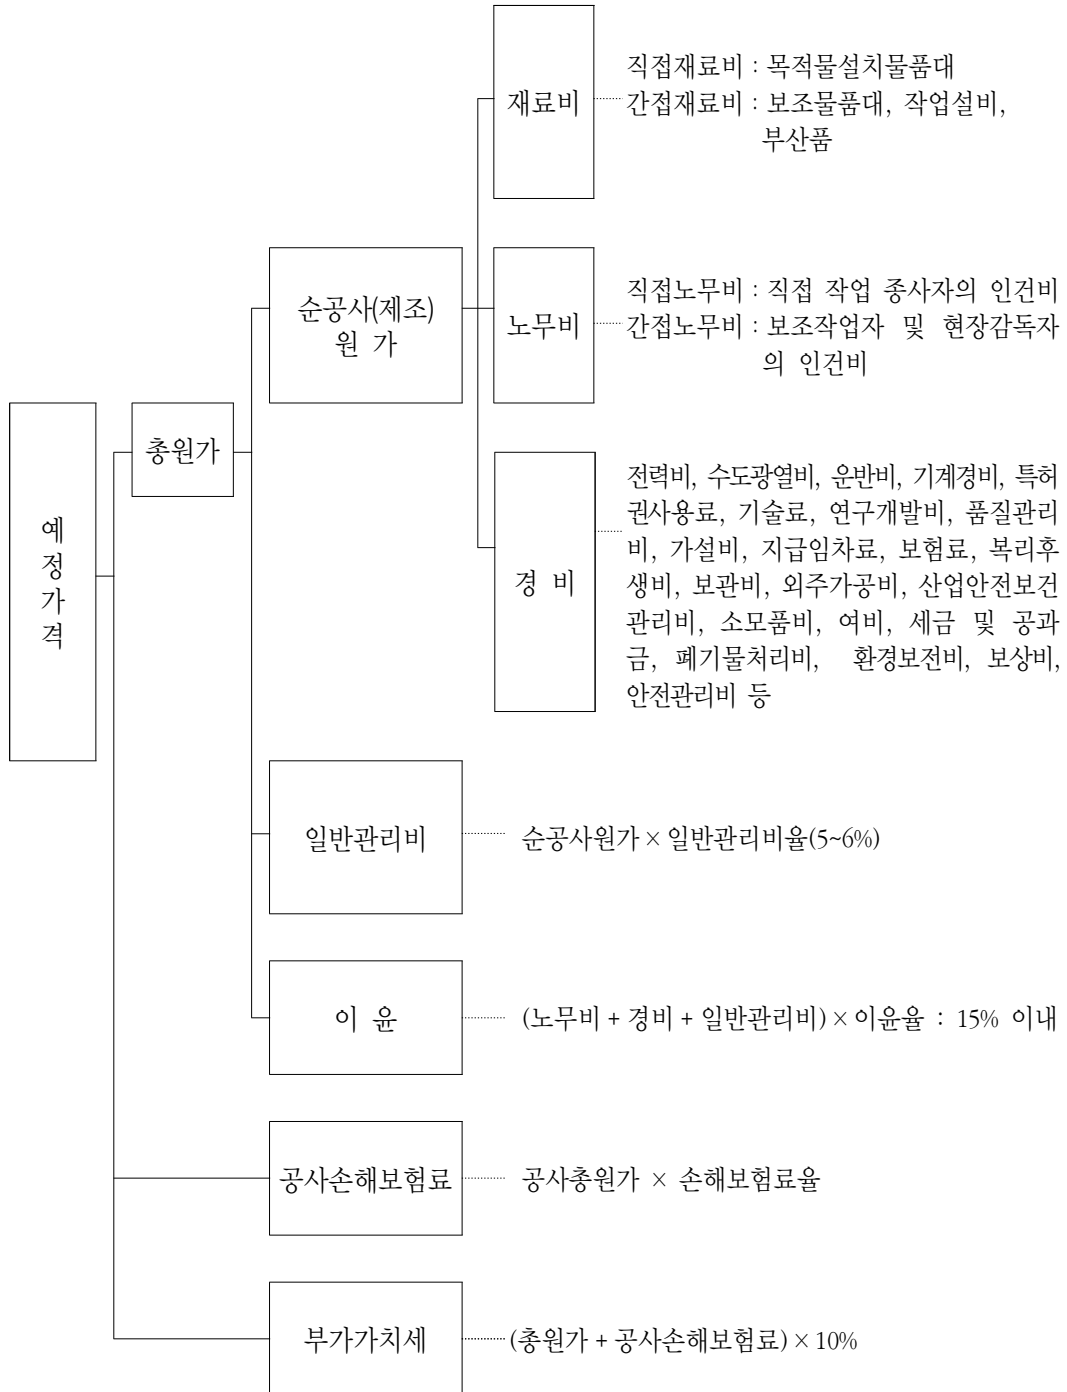 재료비
직접재료비 : 목적물설치물품대
간접재료비 : 보조물품대, 작업설비,
부산품
순공사(제조)
원 가
노무비
직접노무비 : 직접 작업 종사자의 인건비
간접노무비 : 보조작업자 및 현장감독자
의 인건비
예
정
가
격
총원가
경 비
전력비, 수도광열비, 운반비, 기계경비, 특허
권사용료, 기술료, 연구개발비, 품질관리
비, 가설비, 지급임차료, 보험료, 복리후
생비, 보관비, 외주가공비, 산업안전보건
관리비, 소모품비, 여비, 세금 및 공과
금, 폐기물처리비, 환경보전비, 보상비,
안전관리비 등
일반관리비
순공사원가 × 일반관리비율(5~6%)
이 윤
(노무비 + 경비 + 일반관리비) × 이윤율 : 15% 이내
공사손해보험료
공사총원가 × 손해보험료율
부가가치세
(총원가 + 공사손해보험료) × 10%